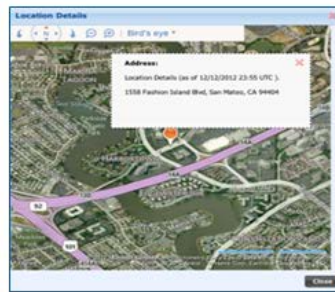 Location Details
N
Bird's eye
Address:
Location Details (as of 12/12/2012 23:55 UTC ).
1558 Fashion Island Blvd, San Mateo, CA 94404
LAGOON
92
101
Close